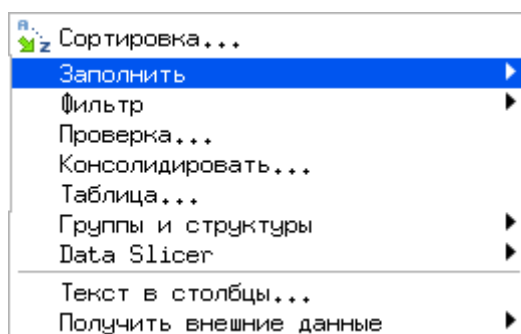 Сортировка...
Заполнить
Фильтр
Проверка...
Консолидировать...
Таблица...
Группы и структуры
Data Slicer
Текст в столбцы...
Получить внешние данные